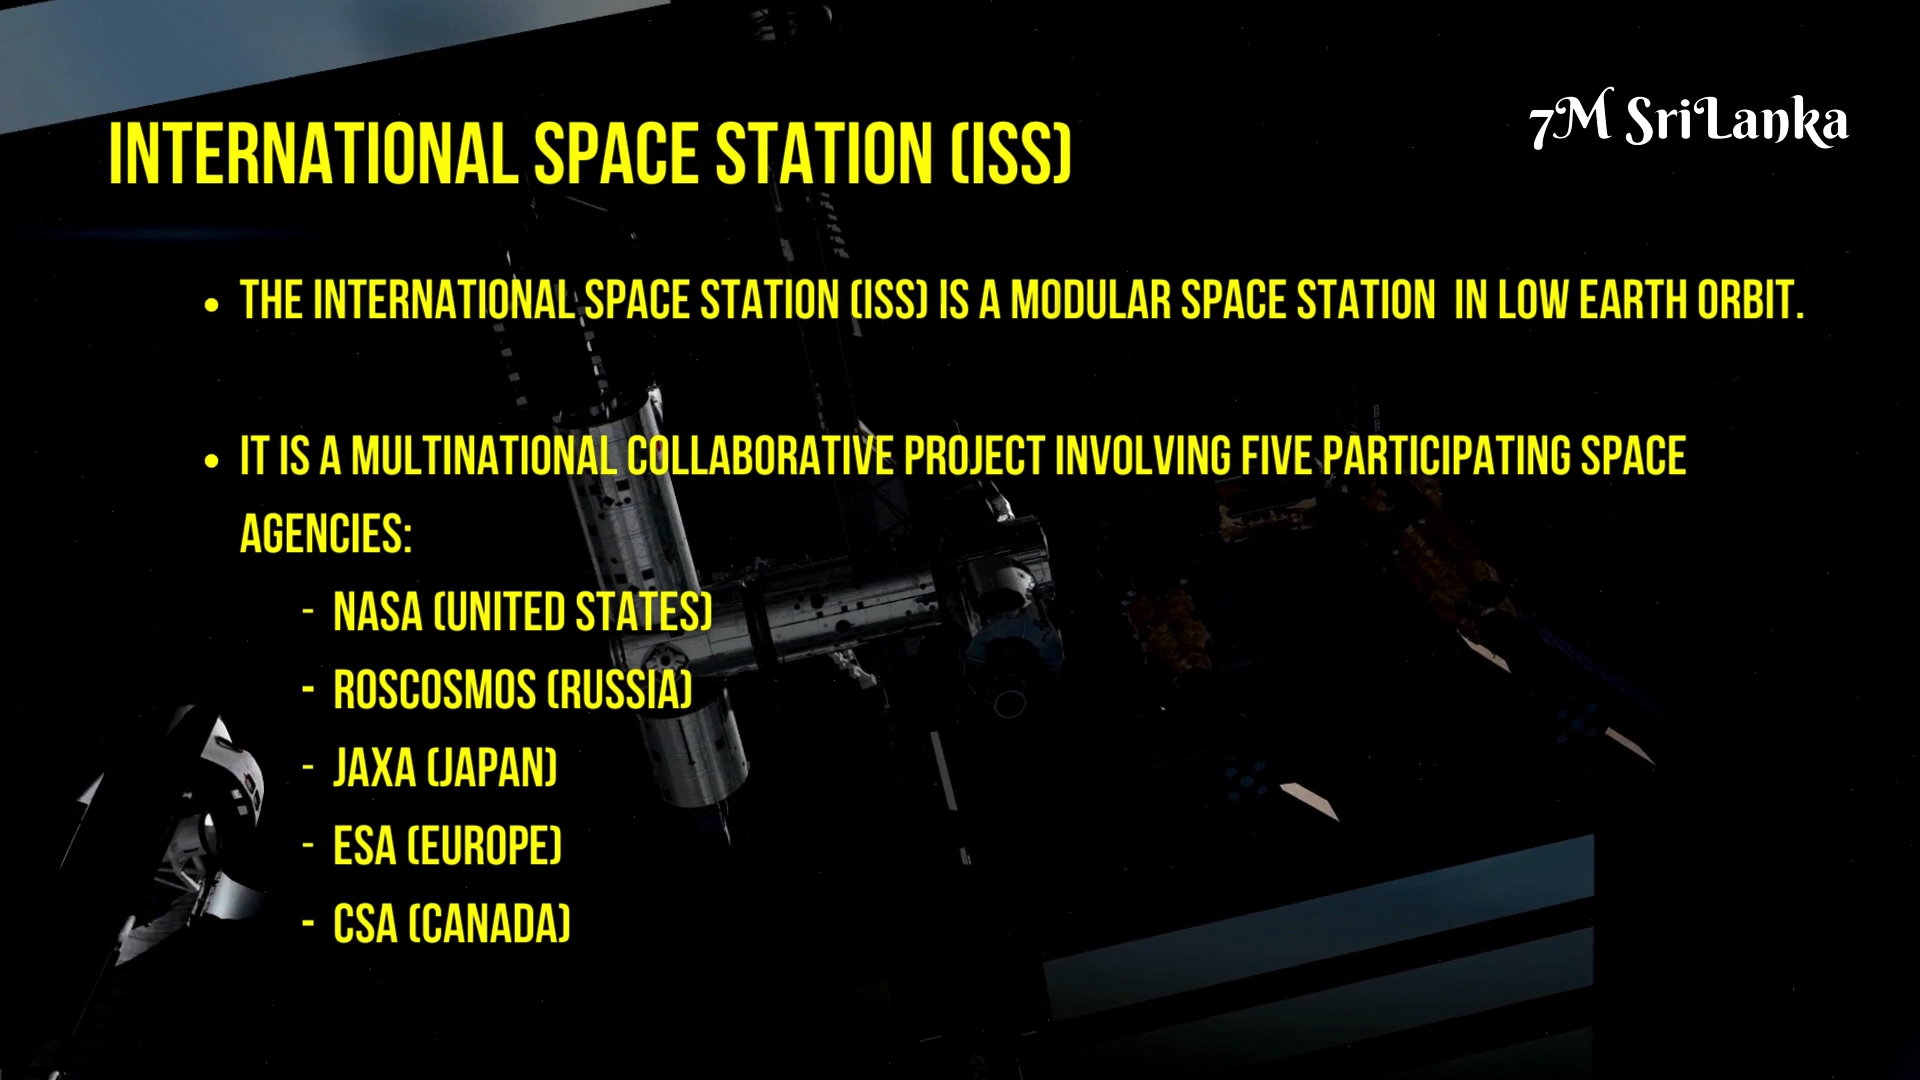 INTERNATIONAL SPACE STATION (ISS)
7M SriLanka
• THE INTERNATIONAL SPACE STATION (ISS) IS A MODULAR SPACE STATION IN LOW EARTH ORBIT.
• IT IS A MULTINATIONAL COLLABORATIVE PROJECT INVOLVING FIVE PARTICIPATING SPACE
AGENCIES:
- NASA (UNITED STATES)
- ROSCOSMOS (RUSSIA)
- JAXA (JAPAN)
- ESA (EUROPE)
- CSA (CANADA)